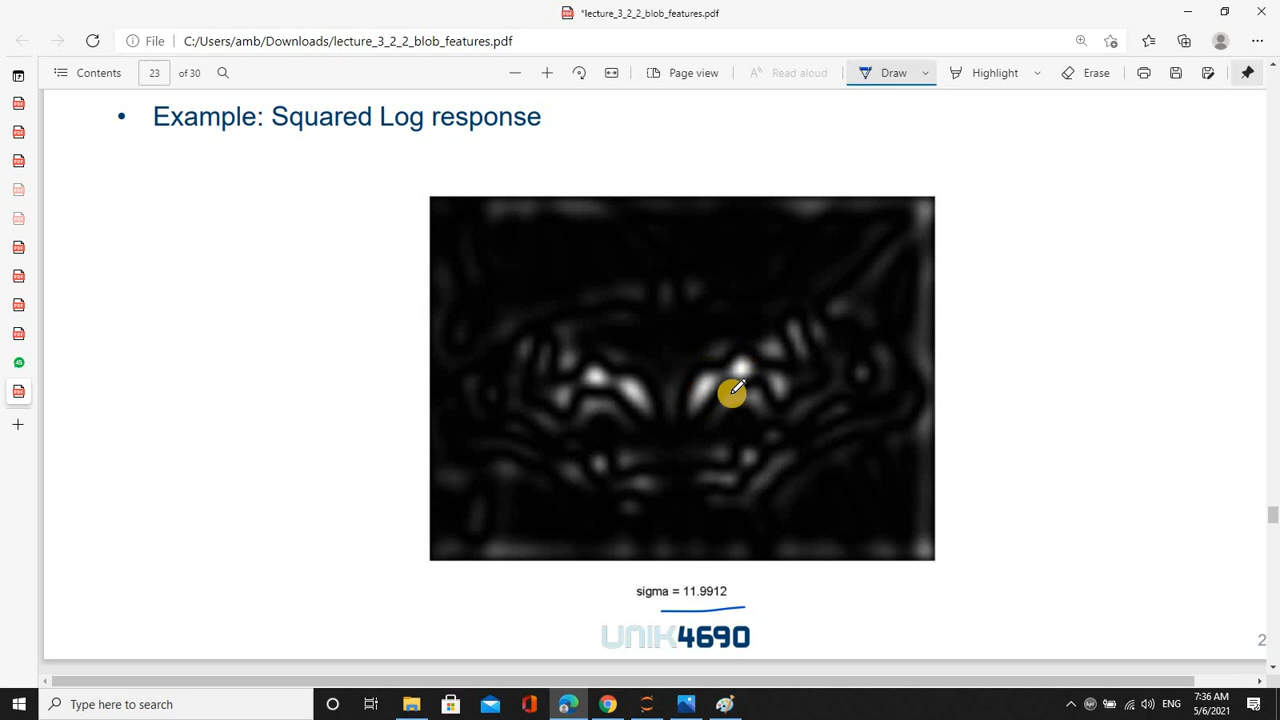 *lecture_3_2_2_blob_features.pdf
File C:/Users/amb/Downloads/lecture_3_2_2_blob_features.pdf
Contents 23 of 30 Page view Read aloud Draw Highlight Erase
• Example: Squared Log response
sigma = 11.9912
UNIK4690
2
Type here to search
ENG
7:36 AM
5/6/2021